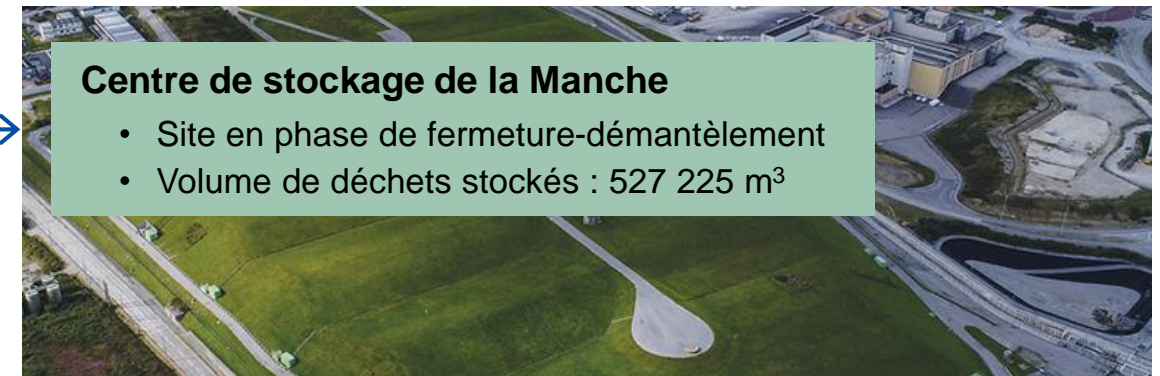 Centre de stockage de la Manche
• Site en phase de fermeture-démantèlement
• Volume de déchets stockés : 527 225 m³